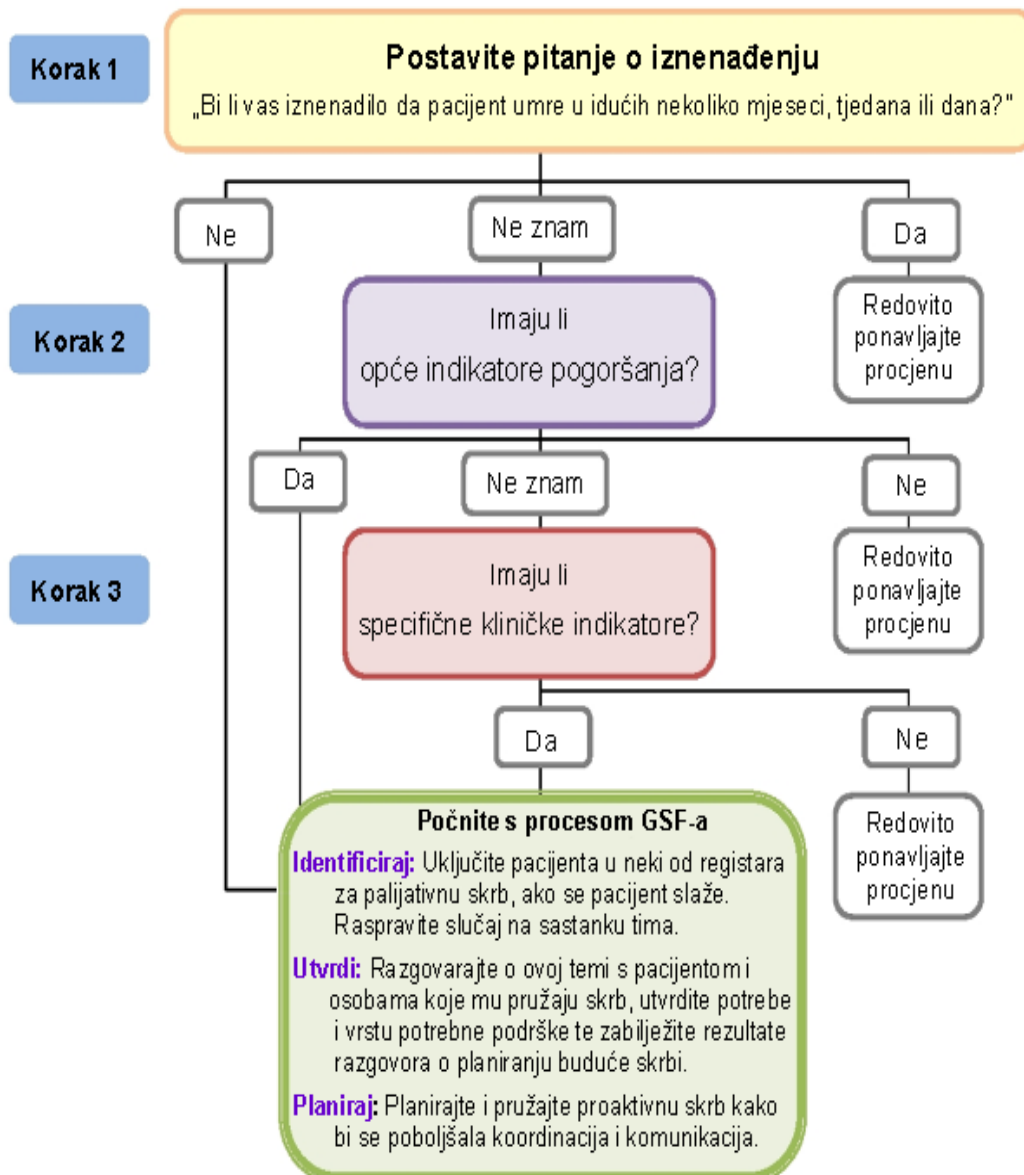 Korak 1
Postavite pitanje o iznenađenju
„Bi li vas iznenadilo da pacijent umre u idućih nekoliko mjeseci, tjedana ili dana?"
Ne
Ne znam
Da
Korak 2
Imaju li
opće indikatore pogoršanja?
Redovito
ponavljajte
procjenu
Da
Ne znam
Ne
Korak 3
Imaju li
specifične kliničke indikatore?
Redovito
ponavljajte
procjenu
Da
Ne
Počnite s procesom GSF-a
Identificiraj: Uključite pacijenta u neki od registara
za palijativnu skrb, ako se pacijent slaže.
Raspravite slučaj na sastanku tima.
Utvrdi: Razgovarajte o ovoj temi s pacijentom i
osobama koje mu pružaju skrb, utvrdite potrebe
i vrstu potrebne podrške te zabilježite rezultate
razgovora o planiranju buduće skrbi.
Planiraj: Planirajte i pružajte proaktivnu skrb kako
bi se poboljšala koordinacija i komunikacija.
Redovito
ponavljajte
procjenu